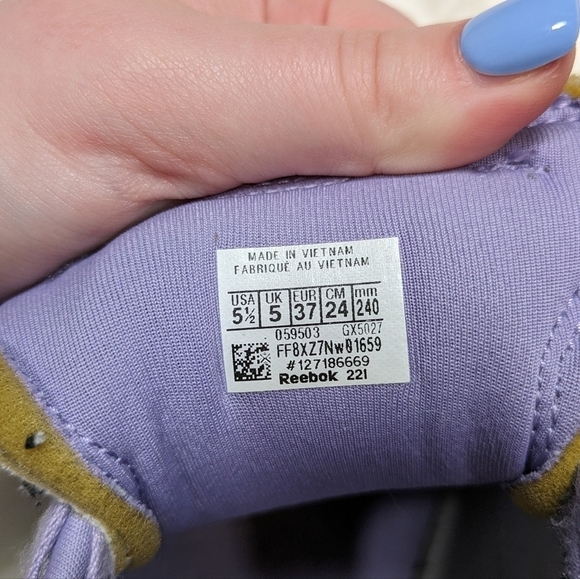 MADE IN VIETNAM
FABRIQUÉ AU VIETNAM
USA UK EUR CM mm
5½ 5 37 24 240
059503 GX5027
FF8XZ7Nw01659
#127186669
Reebok 221